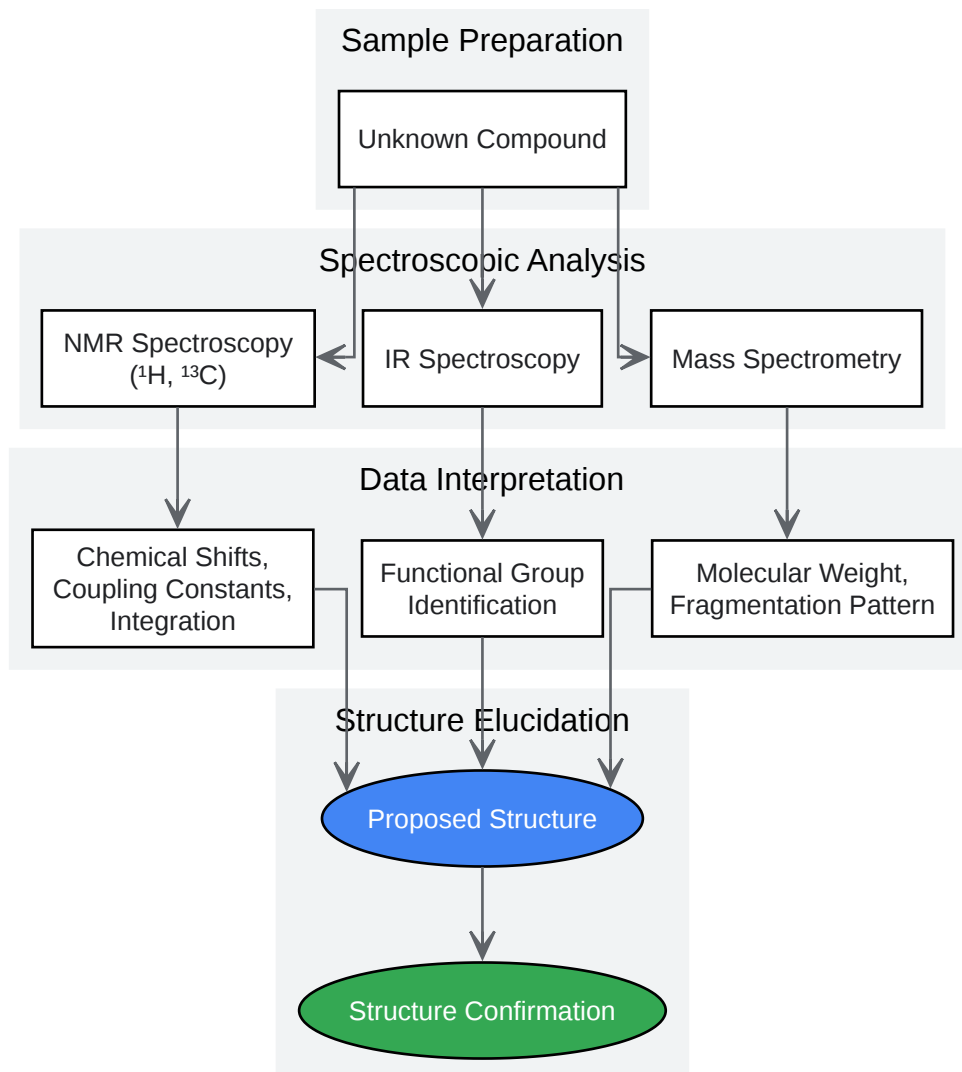 Sample Preparation
Unknown Compound
Spectroscopic Analysis
NMR Spectroscopy
(¹H, ¹³C)
IR Spectroscopy
Mass Spectrometry
Data Interpretation
Chemical Shifts,
Coupling Constants,
Integration
Functional Group
Identification
Molecular Weight,
Fragmentation Pattern
Structure Elucidation
Proposed Structure
Structure Confirmation